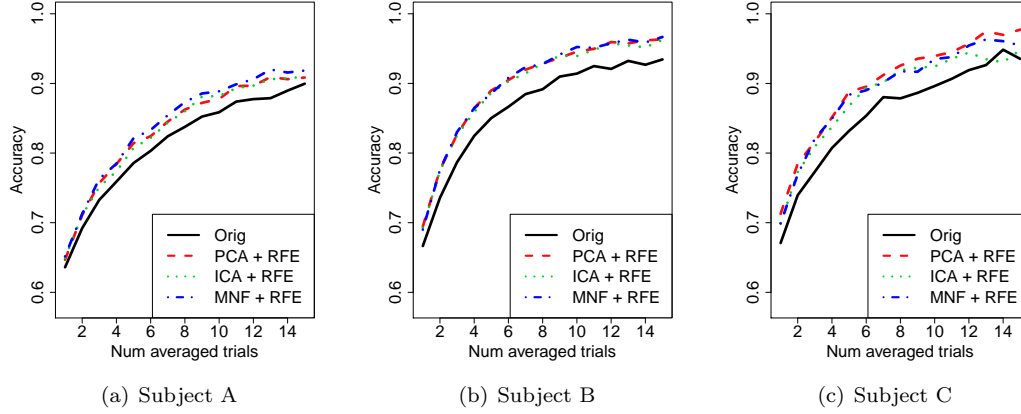 1.0
0.9
0.8
0.7
0.6
Accuracy
Orig
PCA + RFE
ICA + RFE
MNF + RFE
2 4 6 8 10 12 14
Num averaged trials
(a) Subject A
1.0
0.9
0.8
0.7
0.6
Accuracy
Orig
PCA + RFE
ICA + RFE
MNF + RFE
2 4 6 8 10 12 14
Num averaged trials
(b) Subject B
1.0
0.9
0.8
0.7
0.6
Accuracy
Orig
PCA + RFE
ICA + RFE
MNF + RFE
2 4 6 8 10 12 14
Num averaged trials
(c) Subject C